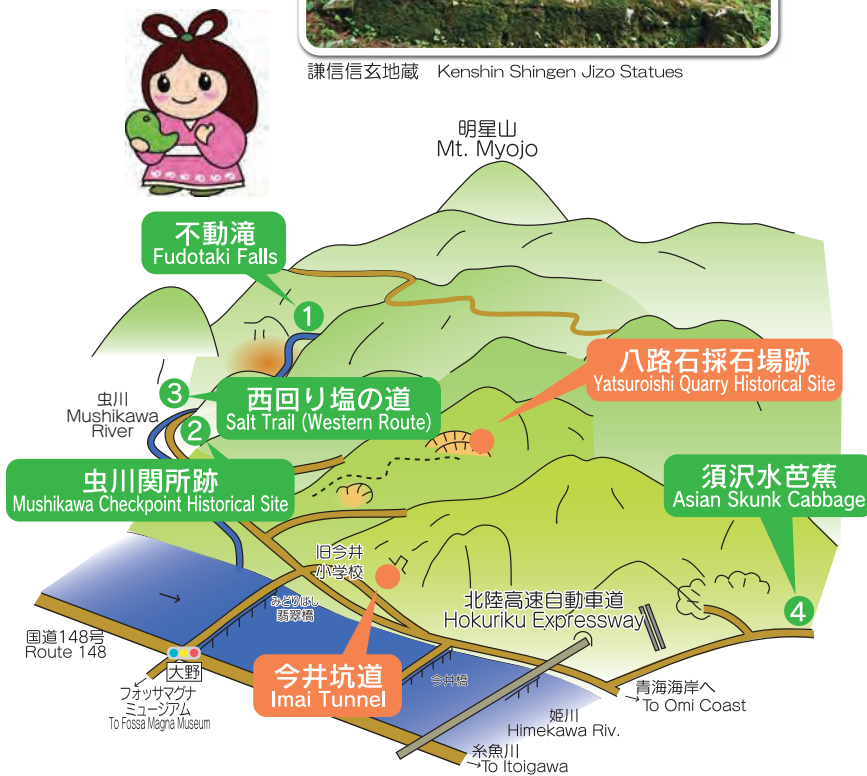 謙信信玄地蔵 Kenshin Shingen Jizo Statues
明星山
Mt. Myojo
不動滝
Fudotaki Falls
1
八路石採石場跡
Yatsuroishi Quarry Historical Site
3
西回り塩の道
Salt Trail (Western Route)
虫川
Mushikawa
River
2
虫川関所跡
Mushikawa Checkpoint Historical Site
須沢水芭蕉
Asian Skunk Cabbage
旧今井
小学校
みどりばし
翡翠橋
北陸高速自動車道
Hokuriku Expressway
4
→
国道148号
Route 148
大野
フォッサマグナ
ミュージアム
To Fossa Magna Museum
今井坑道
Imai Tunnel
今井橋
姫川
Himekawa Riv.
青海海岸へ
→To Omi Coast
糸魚川
→To Itoigawa